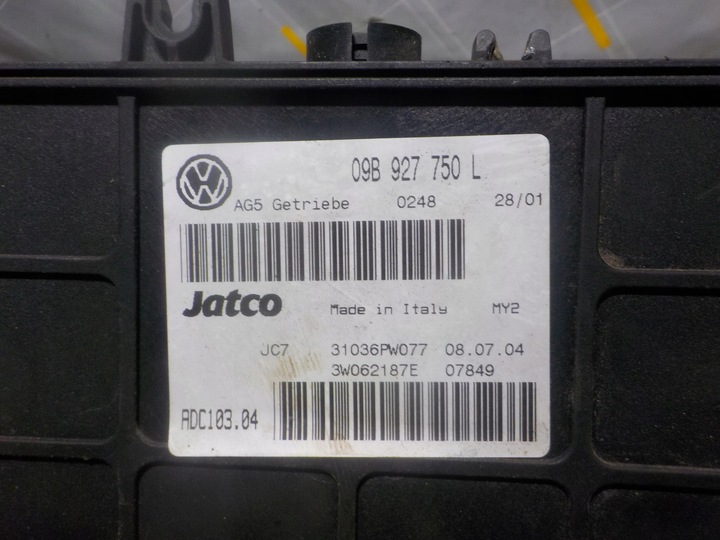 09B 927 750 L
AG5 Getriebe 0248 28/01
Jatco Made in Italy MY2
JC7 31036PW077 08.07.04
3W062187E 07849
ADC103.04